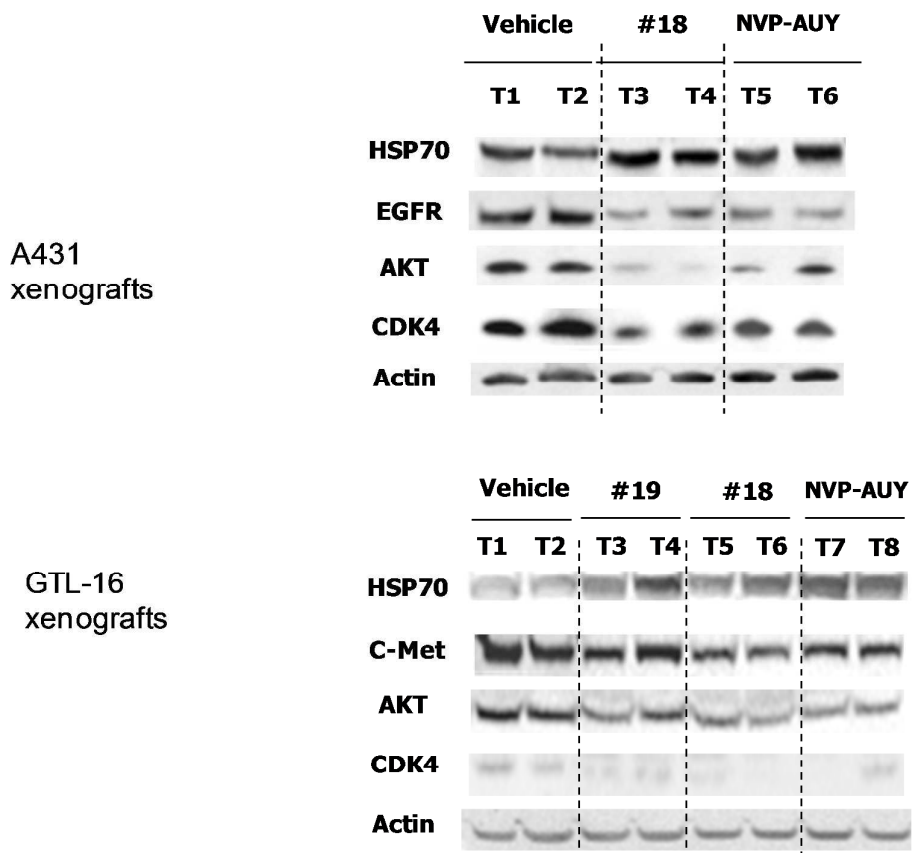 Vehicle #18 NVP-AUY
T1 T2 T3 T4 T5 T6
HSP70
EGFR
A431
xenografts
AKT
CDK4
Actin
Vehicle #19 #18 NVP-AUY
T1 T2 T3 T4 T5 T6 T7 T8
GTL-16
xenografts
HSP70
C-Met
AKT
CDK4
Actin